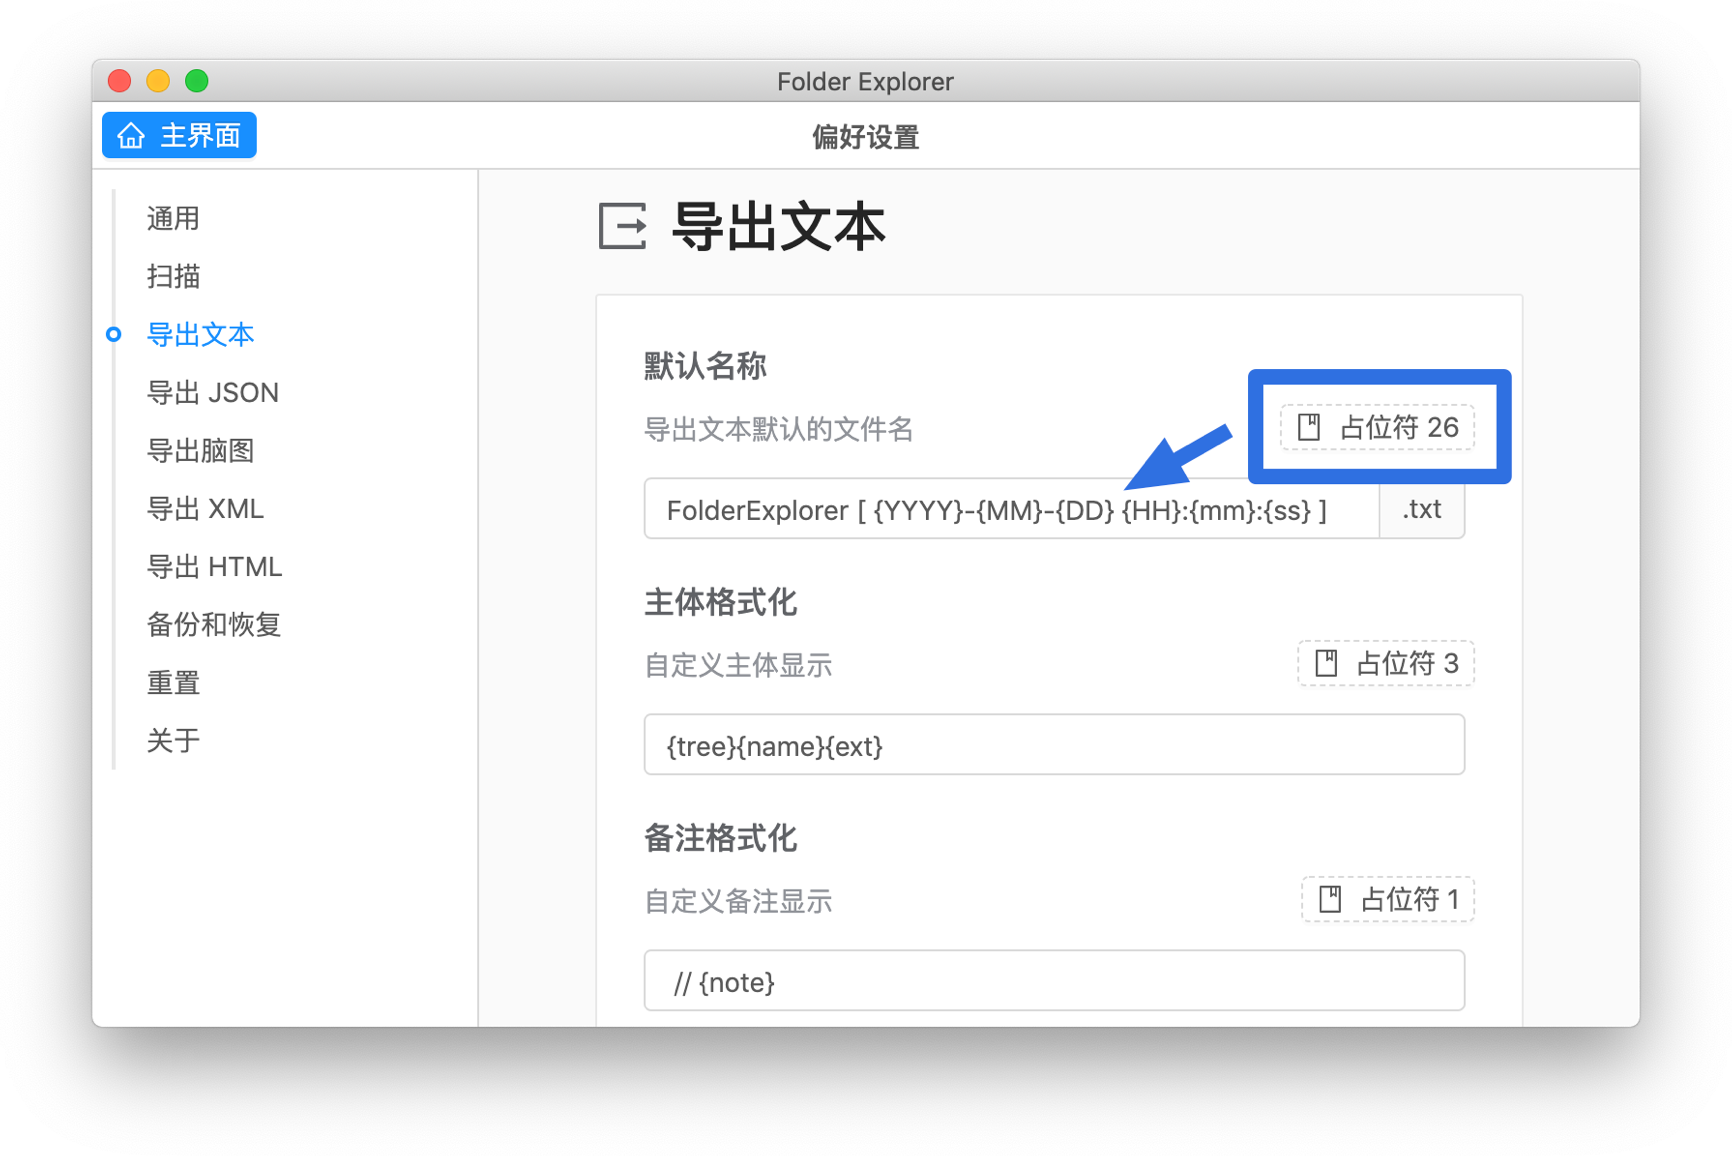 Folder Explorer
主界面
偏好设置
通用
扫描
导出文本
导出 JSON
导出脑图
导出 XML
导出 HTML
备份和恢复
重置
关于
导出文本
默认名称
导出文本默认的文件名
占位符 26
FolderExplorer [ {YYYY}-{MM}-{DD} {HH}:{mm}:{ss} ]
.txt
主体格式化
自定义主体显示
占位符 3
{tree}{name}{ext}
备注格式化
自定义备注显示
占位符 1
// {note}